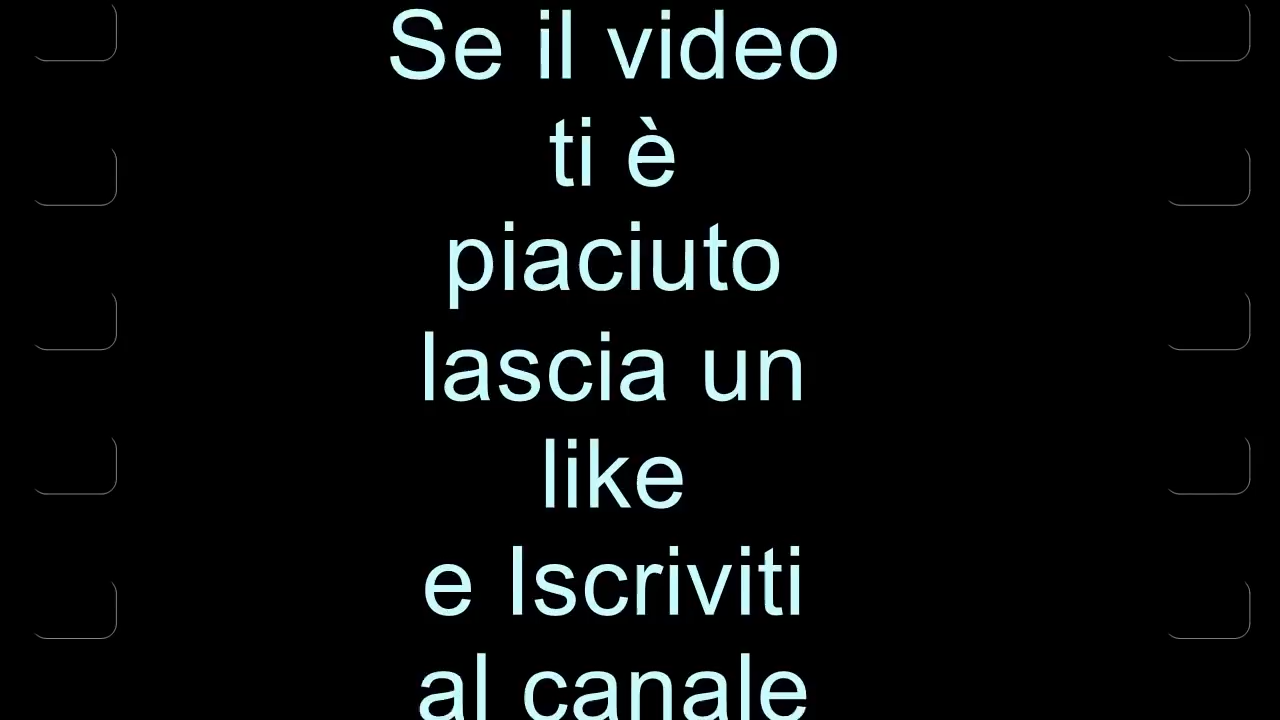 Se il video
ti è
piaciuto
lascia un
like
e Iscriviti
al canale